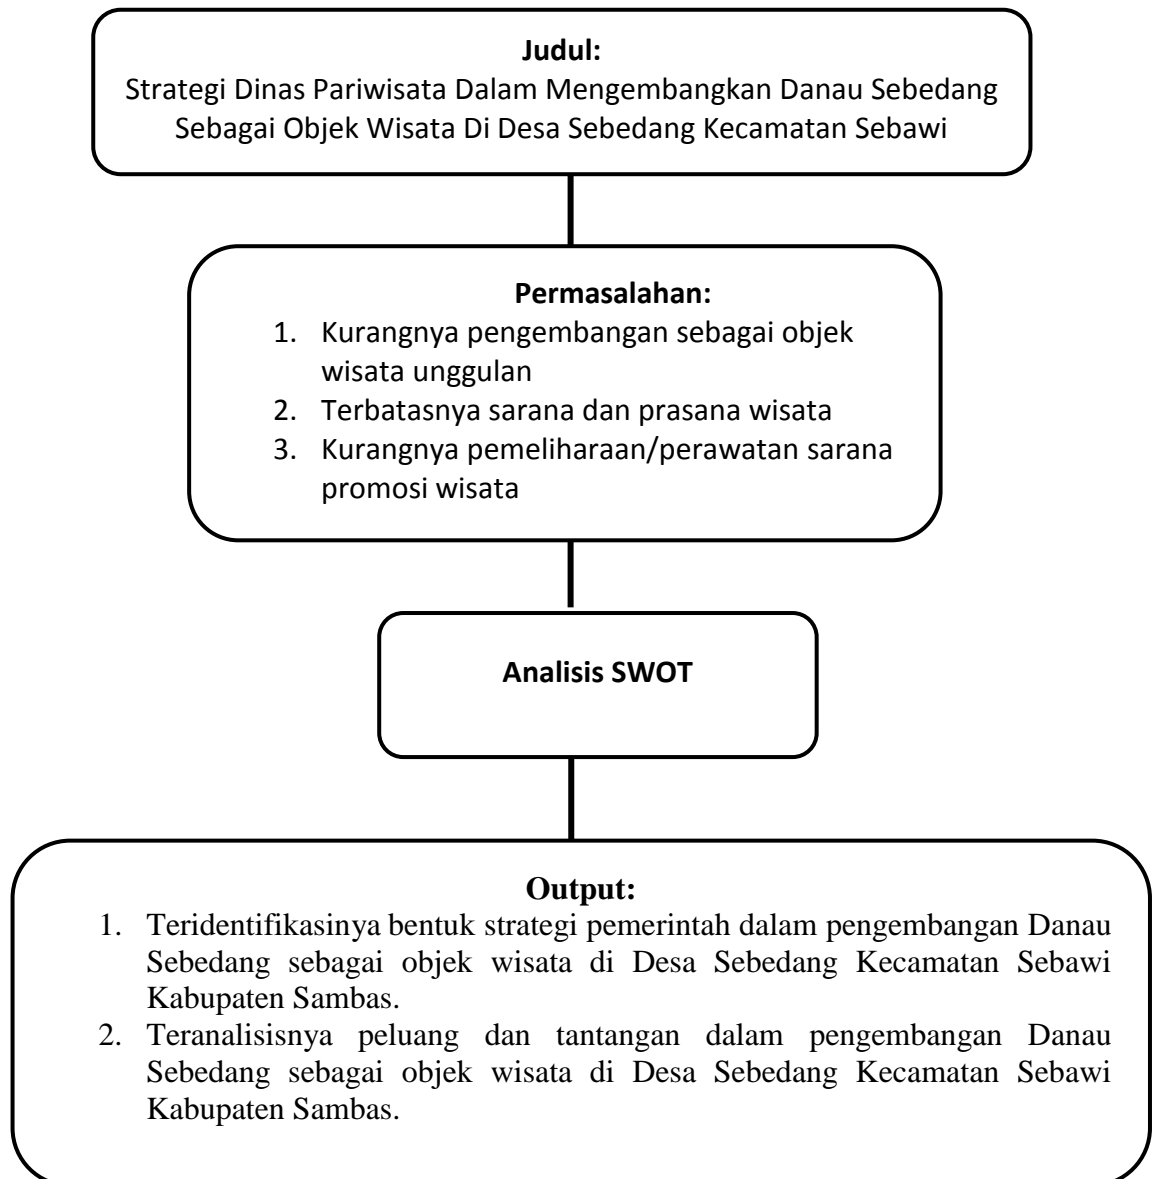 Judul:
Strategi Dinas Pariwisata Dalam Mengembangkan Danau Sebedang
Sebagai Objek Wisata Di Desa Sebedang Kecamatan Sebawi
Permasalahan:
1. Kurangnya pengembangan sebagai objek
wisata unggulan
2. Terbatasnya sarana dan prasana wisata
3. Kurangnya pemeliharaan/perawatan sarana
promosi wisata
Analisis SWOT
Output:
1. Teridentifikasinya bentuk strategi pemerintah dalam pengembangan Danau
Sebedang sebagai objek wisata di Desa Sebedang Kecamatan Sebawi
Kabupaten Sambas.
2. Teranalisisnya peluang dan tantangan dalam pengembangan Danau
Sebedang sebagai objek wisata di Desa Sebedang Kecamatan Sebawi
Kabupaten Sambas.